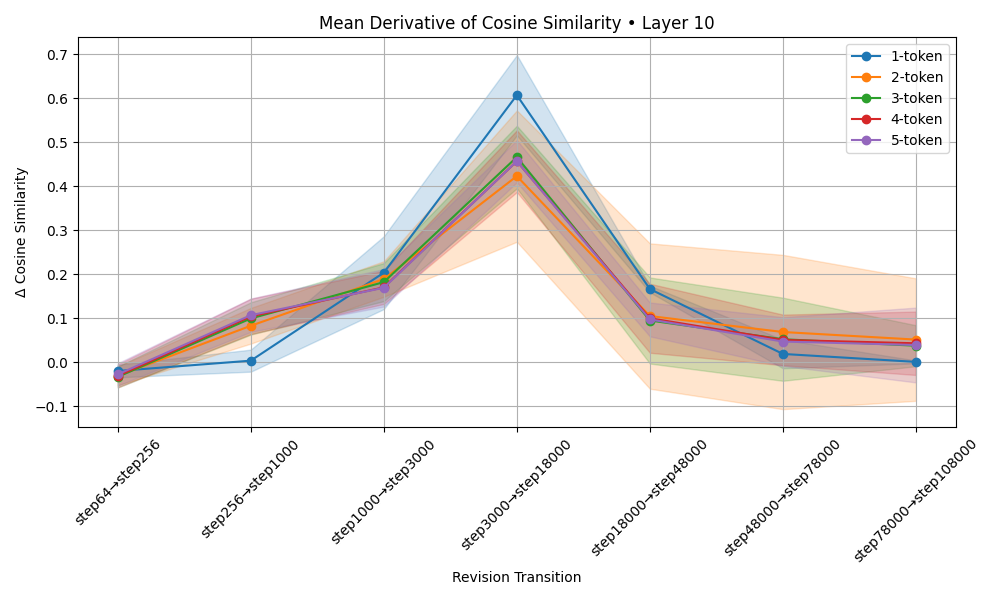 Mean Derivative of Cosine Similarity • Layer 10
Δ Cosine Similarity
0.7
0.6
0.5
0.4
0.3
0.2
0.1
0.0
−0.1
1-token
2-token
3-token
4-token
5-token
step64→step256
step256→step1000
step1000→step3000
step3000→step18000
step18000→step48000
step48000→step78000
step78000→step108000
Revision Transition